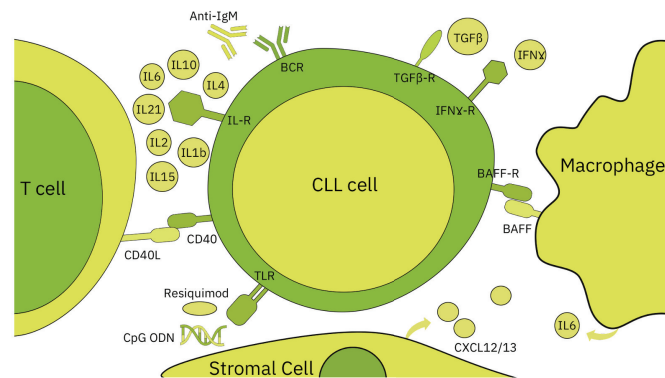 Anti-IgM
TGFβ
IL10
IL6
IFNɣ
BCR
IL4
TGFβ-R
IL21
IFNɣ-R
IL-R
IL2
IL1b
Macrophage
BAFF-R
IL15
T cell
CLL cell
BAFF
CD40
CD40L
TLR
Resiquimod
IL6
CpG ODN
CXCL12/13
Stromal Cell